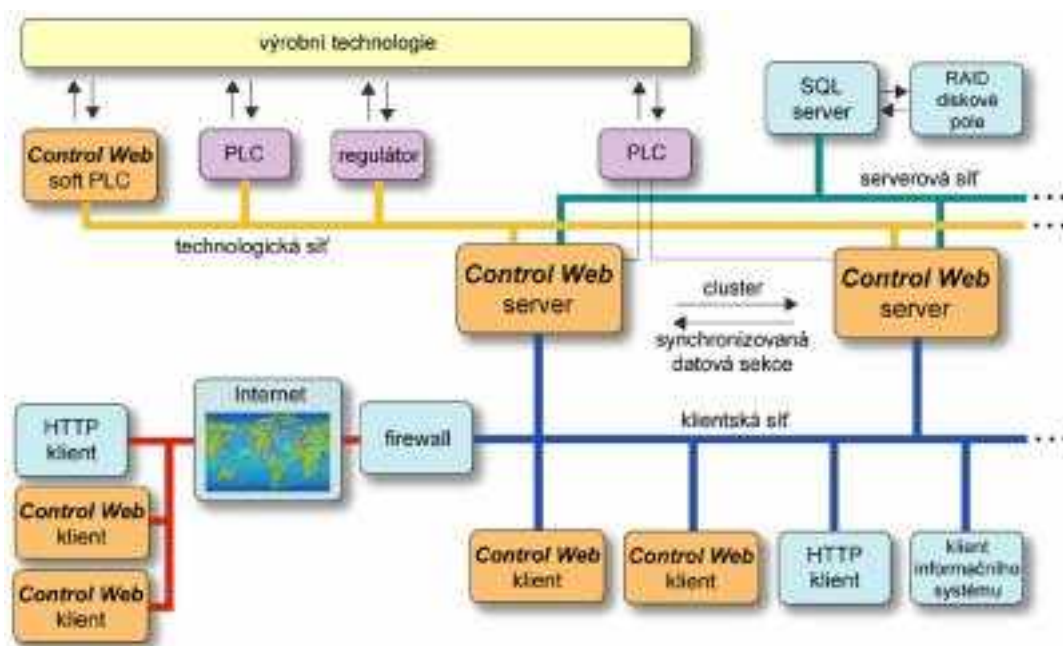 výrobní technologie
SQL
server
RAID
diskové
pole
Control Web
soft PLC
PLC
regulátor
PLC
serverová síť
technologická síť
Control Web
server
cluster
synchronizovaná
datová sekce
Control Web
server
Internet
HTTP
klient
firewall
klientská síť
Control Web
klient
Control Web
klient
Control Web
klient
Control Web
klient
HTTP
klient
klient
informačního
systému